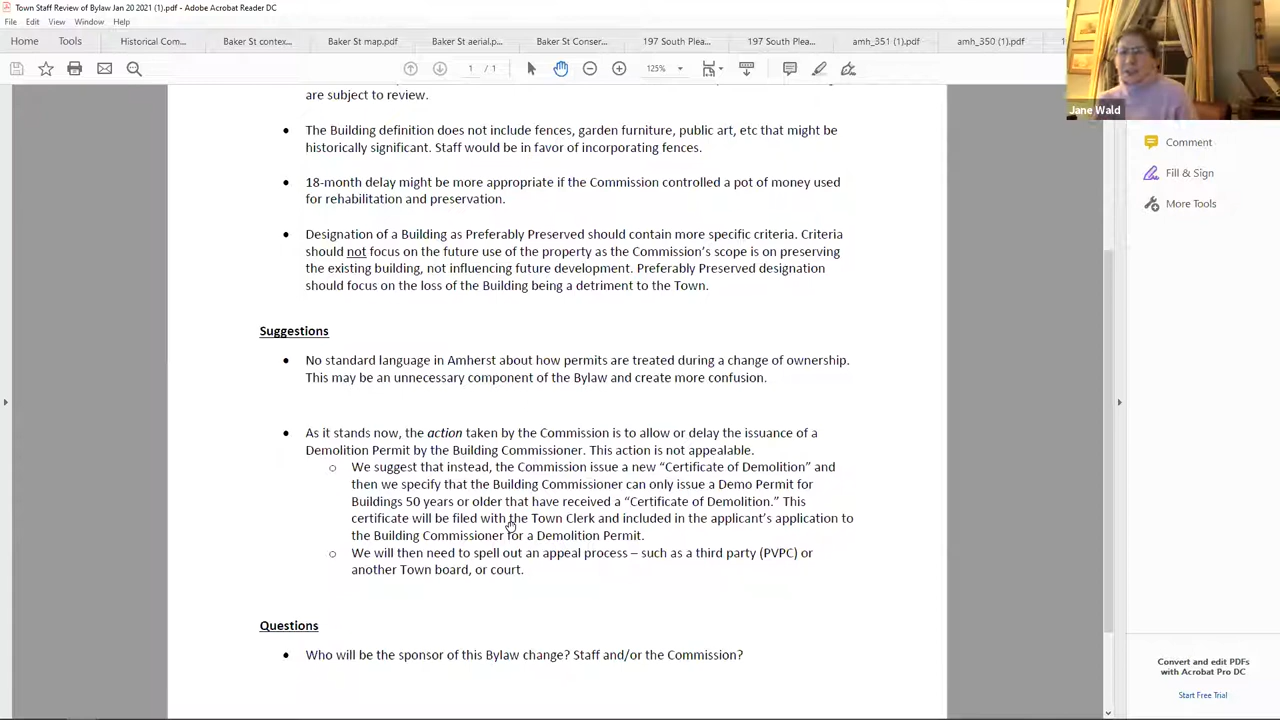 Town Staff Review of Bylaw Jan 20 2021 (1).pdf - Adobe Acrobat Reader DC
File Edit View Window Help
Home Tools Historical Com... Baker St contex... Baker St map.pdf Baker St aerial.p... Baker St Conser... 197 South Plea... 197 South Plea... amh_351 (1).pdf amh_350 (1).pdf
1 / 1 125%
Jane Wald
are subject to review.
• The Building definition does not include fences, garden furniture, public art, etc that might be
historically significant. Staff would be in favor of incorporating fences.
• 18-month delay might be more appropriate if the Commission controlled a pot of money used
for rehabilitation and preservation.
• Designation of a Building as Preferably Preserved should contain more specific criteria. Criteria
should not focus on the future use of the property as the Commission's scope is on preserving
the existing building, not influencing future development. Preferably Preserved designation
should focus on the loss of the Building being a detriment to the Town.
Suggestions
• No standard language in Amherst about how permits are treated during a change of ownership.
This may be an unnecessary component of the Bylaw and create more confusion.
• As it stands now, the action taken by the Commission is to allow or delay the issuance of a
Demolition Permit by the Building Commissioner. This action is not appealable.
o We suggest that instead, the Commission issue a new “Certificate of Demolition” and
then we specify that the Building Commissioner can only issue a Demo Permit for
Buildings 50 years or older that have received a “Certificate of Demolition.” This
certificate will be filed with the Town Clerk and included in the applicant's application to
the Building Commissioner for a Demolition Permit.
o We will then need to spell out an appeal process – such as a third party (PVPC) or
another Town board, or court.
Questions
• Who will be the sponsor of this Bylaw change? Staff and/or the Commission?
Comment
Fill & Sign
More Tools
Convert and edit PDFs
with Acrobat Pro DC
Start Free Trial